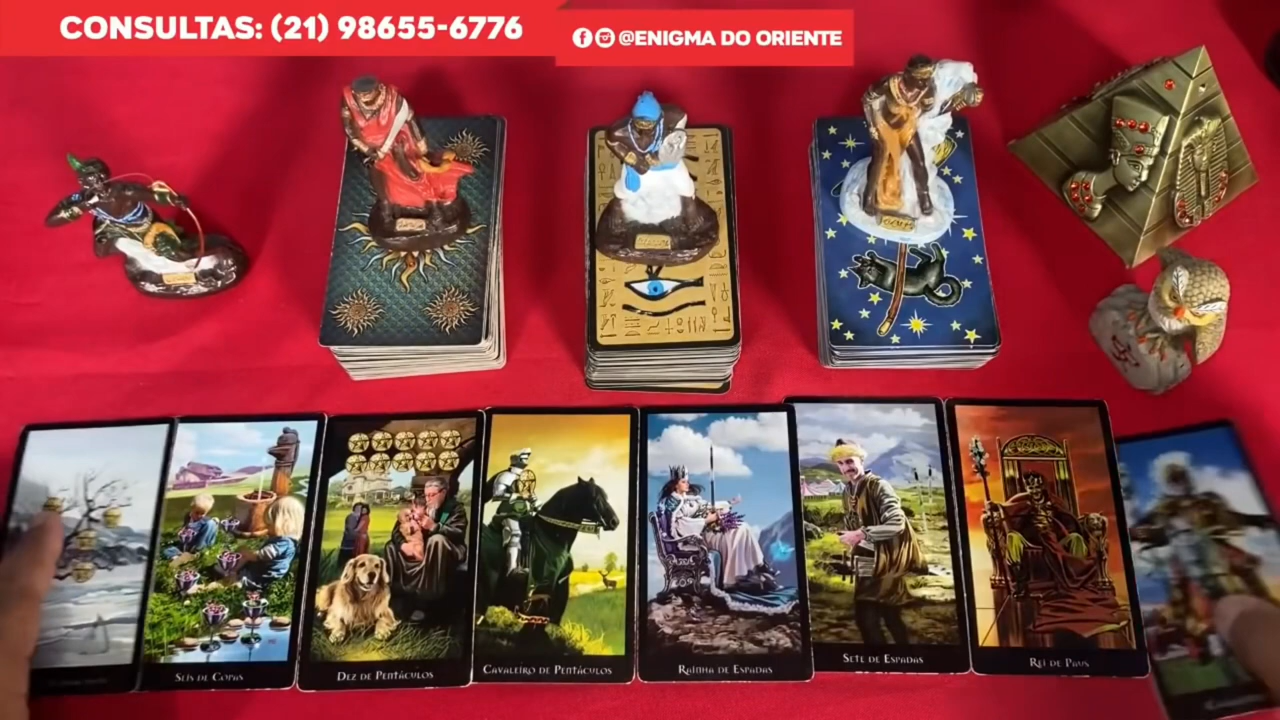 CONSULTAS: (21) 98655-6776
@ENIGMA DO ORIENTE
Seis de Copas
Dez de Pentáculos
Cavaleiro de Pentáculos
Rainha de Espadas
Sete de Espadas
Rei de Paus